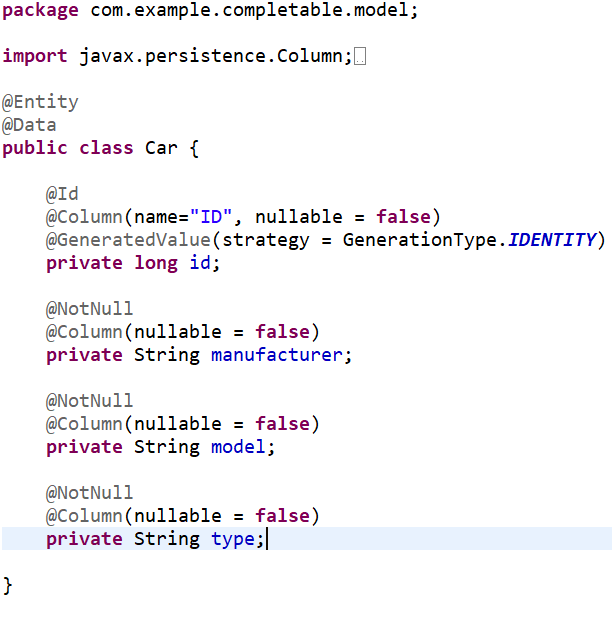 package com.example.completable.model;
import javax.persistence.Column;
@Entity
@Data
public class Car {
@Id
@Column(name="ID", nullable = false)
@GeneratedValue(strategy = GenerationType.IDENTITY)
private long id;
@NotNull
@Column(nullable = false)
private String manufacturer;
@NotNull
@Column(nullable = false)
private String model;
@NotNull
@Column(nullable = false)
private String type;
}